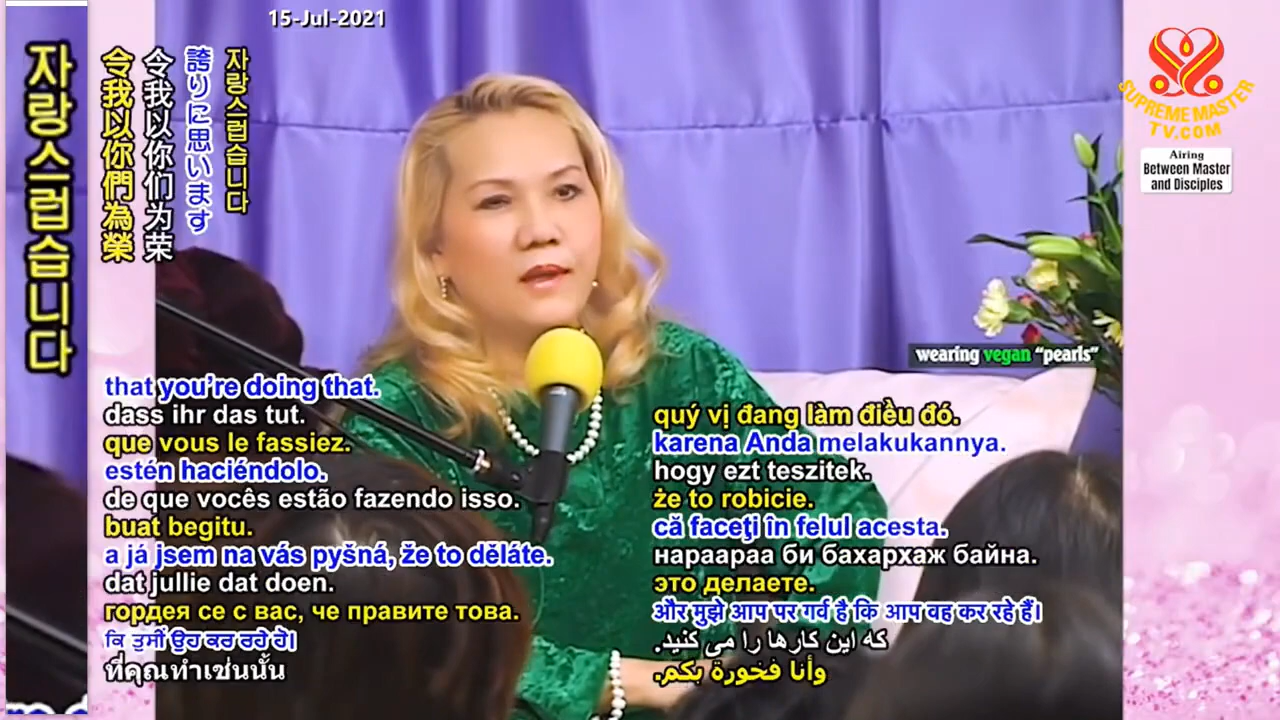 15-Jul-2021
SUPREME MASTER
TV.COM
Airing
Between Master
and Disciples
자랑스럽습니다
令我以你們為榮
令我以你们为荣
誇りに思います
자랑스럽습니다
wearing vegan “pearls”
that you’re doing that.
dass ihr das tut.
que vous le fassiez.
estén haciéndolo.
de que vocês estão fazendo isso.
buat begitu.
a já jsem na vás pyšná, že to děláte.
dat jullie dat doen.
гордея се с вас, че правите това.
ਕਿ ਤੁਸੀਂ ਉਹ ਕਰ ਰਹੇ ਹੋ।
ที่คุณทำเช่นนั้น
quý vị đang làm điều đó.
karena Anda melakukannya.
hogy ezt teszitek.
że to robicie.
că faceţi în felul acesta.
нараараа би бахархаж байна.
это делаете.
और मुझे आप पर गर्व है कि आप वह कर रहे हैं।
که این کارها را می کنید.
وأنا فخورة بكم.